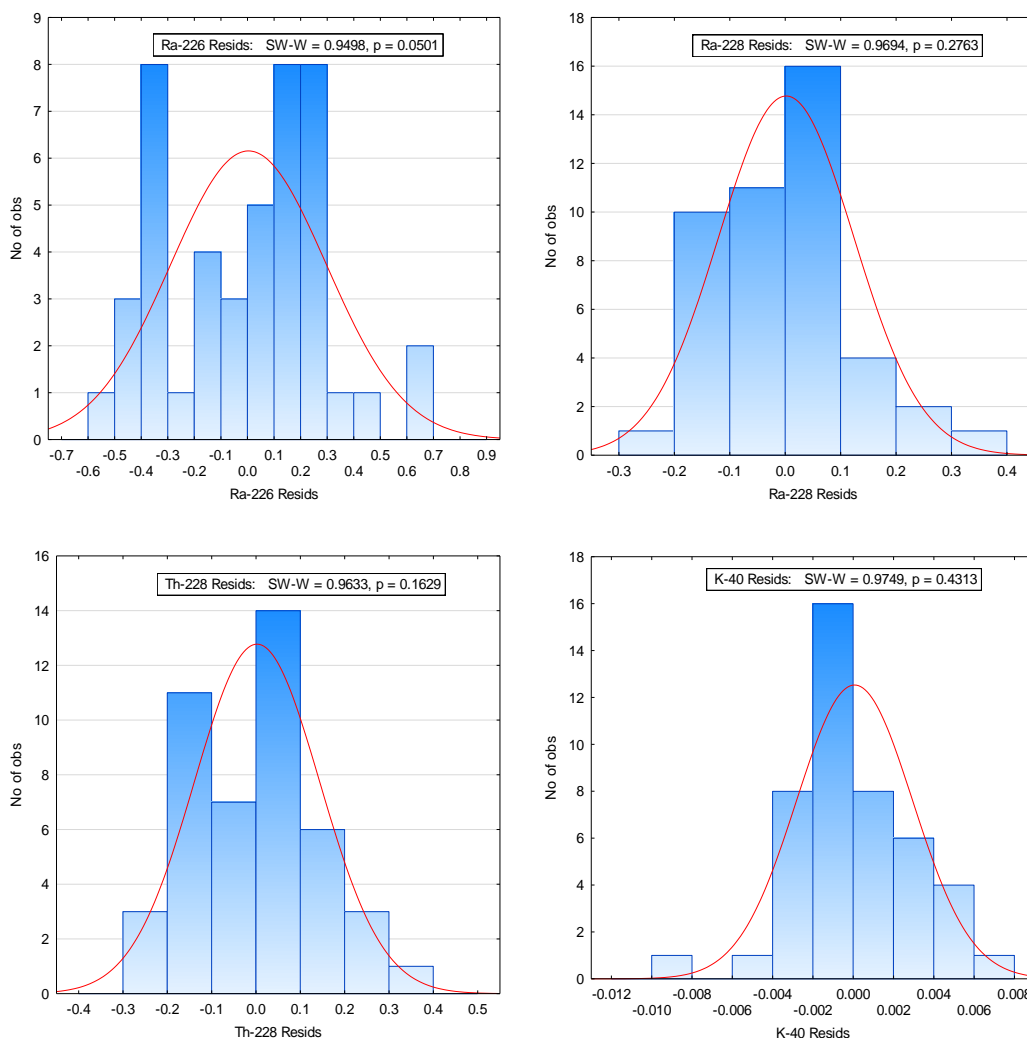 Ra-226 Resids: SW-W = 0.9498, p = 0.0501
9
8
7
6
5
4
3
2
1
0
No of obs
-0.7 -0.5 -0.3 -0.1 0.1 0.3 0.5 0.7 0.9
-0.6 -0.4 -0.2 0.0 0.2 0.4 0.6 0.8
Ra-226 Resids
Ra-228 Resids: SW-W = 0.9694, p = 0.2763
18
16
14
12
10
8
6
4
2
0
No of obs
-0.3 -0.2 -0.1 0.0 0.1 0.2 0.3 0.4
Ra-228 Resids
Th-228 Resids: SW-W = 0.9633, p = 0.1629
16
14
12
10
8
6
4
2
0
No of obs
-0.4 -0.3 -0.2 -0.1 0.0 0.1 0.2 0.3 0.4 0.5
Th-228 Resids
K-40 Resids: SW-W = 0.9749, p = 0.4313
18
16
14
12
10
8
6
4
2
0
No of obs
-0.012 -0.008 -0.004 0.000 0.004 0.008
-0.010 -0.006 -0.002 0.002 0.006
K-40 Resids